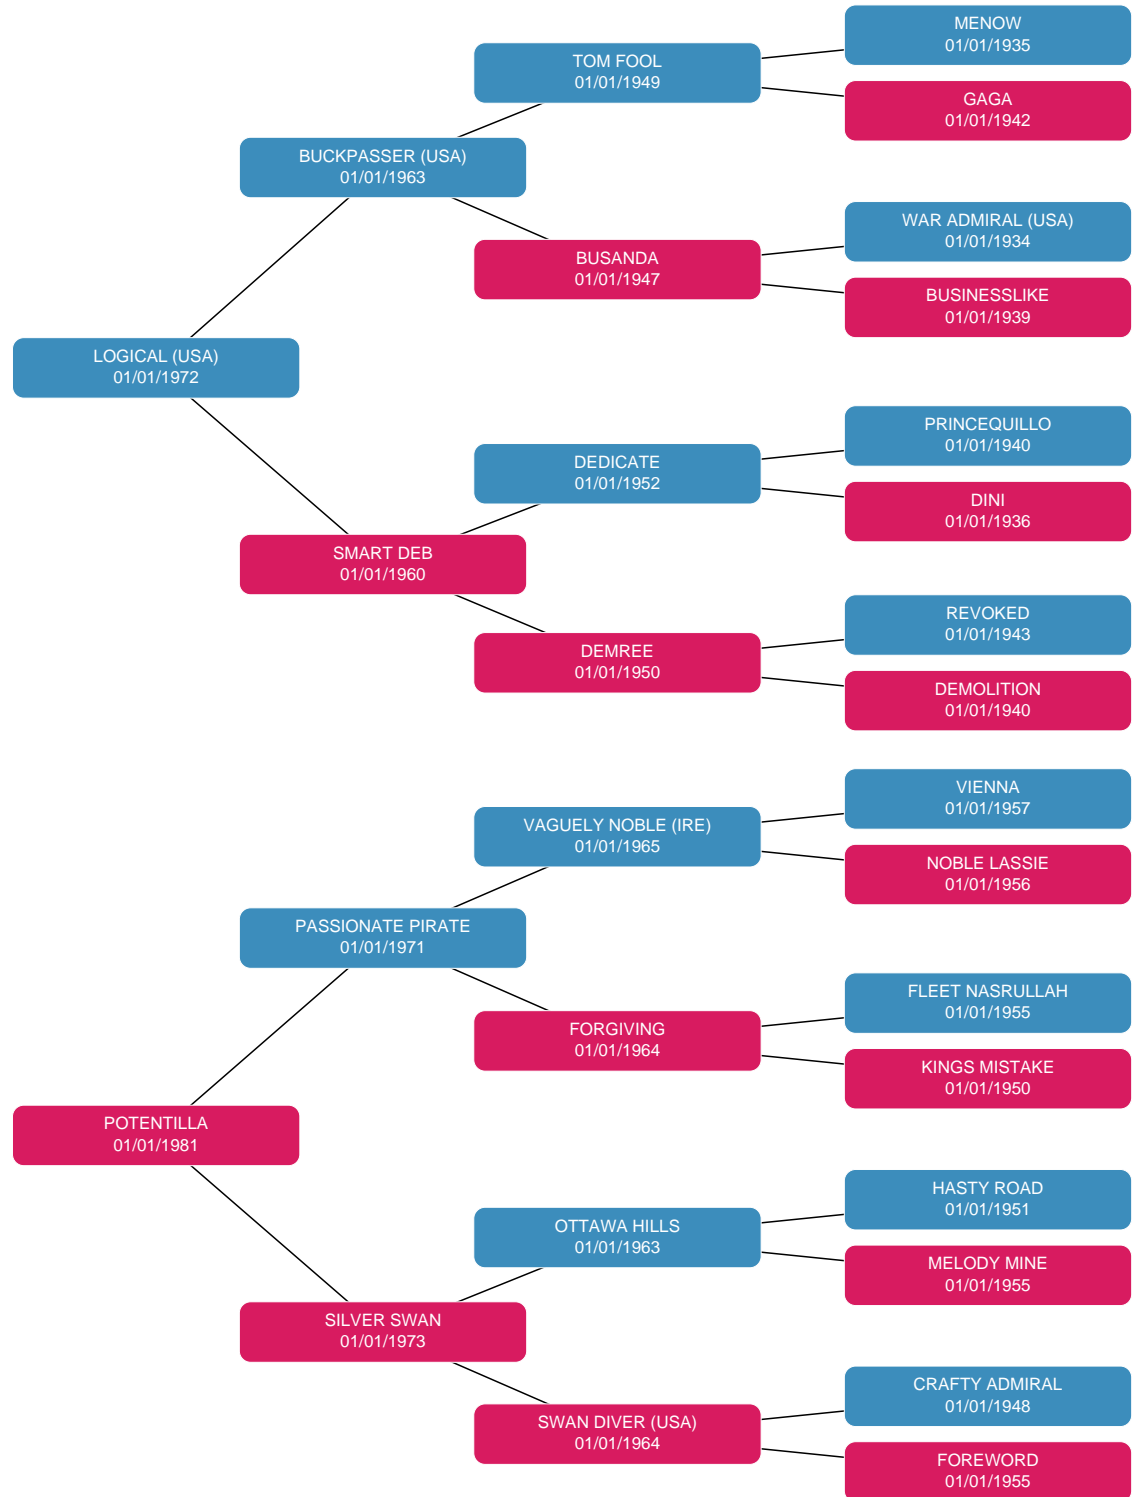 MENOW
01/01/1935
TOM FOOL
01/01/1949
GAGA
01/01/1942
BUCKPASSER (USA)
01/01/1963
WAR ADMIRAL (USA)
01/01/1934
BUSANDA
01/01/1947
BUSINESSLIKE
01/01/1939
LOGICAL (USA)
01/01/1972
PRINCEQUILLO
01/01/1940
DEDICATE
01/01/1952
DINI
01/01/1936
SMART DEB
01/01/1960
REVOKED
01/01/1943
DEMREE
01/01/1950
DEMOLITION
01/01/1940
VIENNA
01/01/1957
VAGUELY NOBLE (IRE)
01/01/1965
NOBLE LASSIE
01/01/1956
PASSIONATE PIRATE
01/01/1971
FLEET NASRULLAH
01/01/1955
FORGIVING
01/01/1964
KINGS MISTAKE
01/01/1950
POTENTILLA
01/01/1981
HASTY ROAD
01/01/1951
OTTAWA HILLS
01/01/1963
MELODY MINE
01/01/1955
SILVER SWAN
01/01/1973
CRAFTY ADMIRAL
01/01/1948
SWAN DIVER (USA)
01/01/1964
FOREWORD
01/01/1955